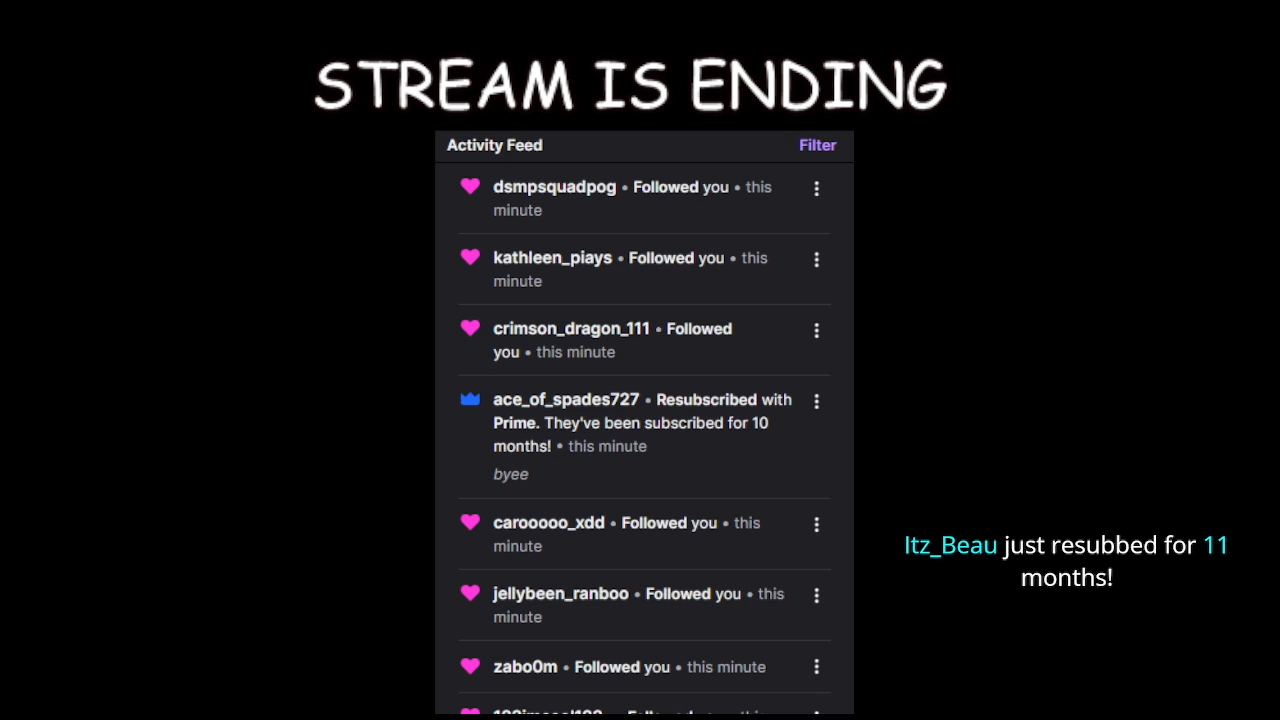 STREAM IS ENDING
Activity Feed Filter
dsmpsquadpog • Followed you • this
minute
kathleen_piays • Followed you • this
minute
crimson_dragon_111 • Followed
you • this minute
ace_of_spades727 • Resubscribed with
Prime. They've been subscribed for 10
months! • this minute
byee
carooooo_xdd • Followed you • this
minute
Itz_Beau just resubbed for 11
months!
jellybeen_ranboo • Followed you • this
minute
zabo0m • Followed you • this minute